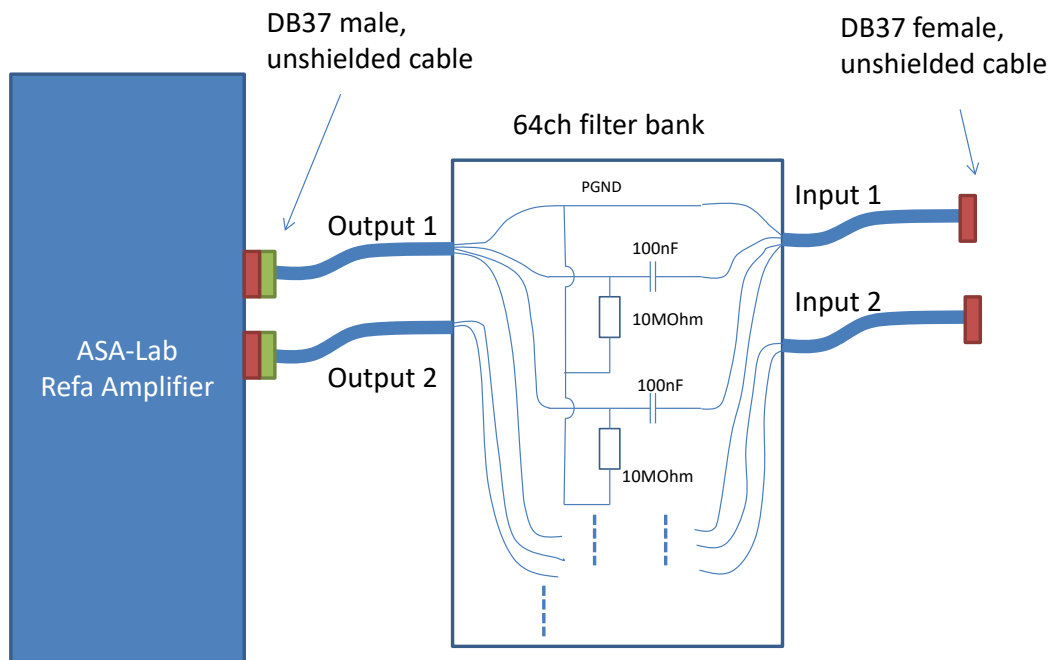 DB37 male,
unshielded cable
DB37 female,
unshielded cable
64ch filter bank
PGND
Output 1
Input 1
100nF
10MOhm
Input 2
ASA-Lab
Refa Amplifier
Output 2
100nF
10MOhm